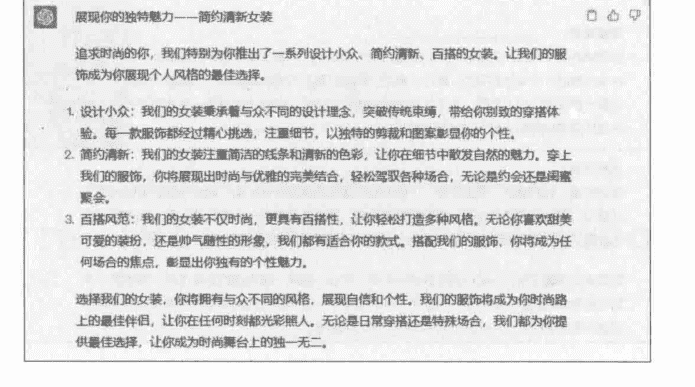 展现你的独特魅力——简约清新女装
追求时尚的你，我们特别为你推出了一系列设计小众、简约清新、百搭的女装。让我们的服
饰成为你展现个人风格的最佳选择。
1. 设计小众：我们的女装秉承着与众不同的设计理念，突破传统束缚，带给你别致的穿搭体
验。每一款服饰都经过精心挑选，注重细节，以独特的剪裁和图案彰显你的个性。
2. 简约清新：我们的女装注重简洁的线条和清新的色彩，让你在细节中散发自然的魅力。穿上
我们的服饰，你将展现出时尚与优雅的完美结合，轻松驾驭各种场合，无论是约会还是闺蜜
聚会。
3. 百搭风范：我们的女装不仅时尚，更具有百搭性，让你轻松打造多种风格。无论你喜欢甜美
可爱的装扮，还是帅气随性的形象，我们都有适合你的款式。搭配我们的服饰，你将成为任
何场合的焦点，彰显出你独有的个性魅力。
选择我们的女装，你将拥有与众不同的风格，展现自信和个性。我们的服饰将成为你时尚路
上的最佳伴侣，让你在任何时刻都光彩照人。无论是日常穿搭还是特殊场合，我们都为你提
供最佳选择，让你成为时尚舞台上的独一无二。